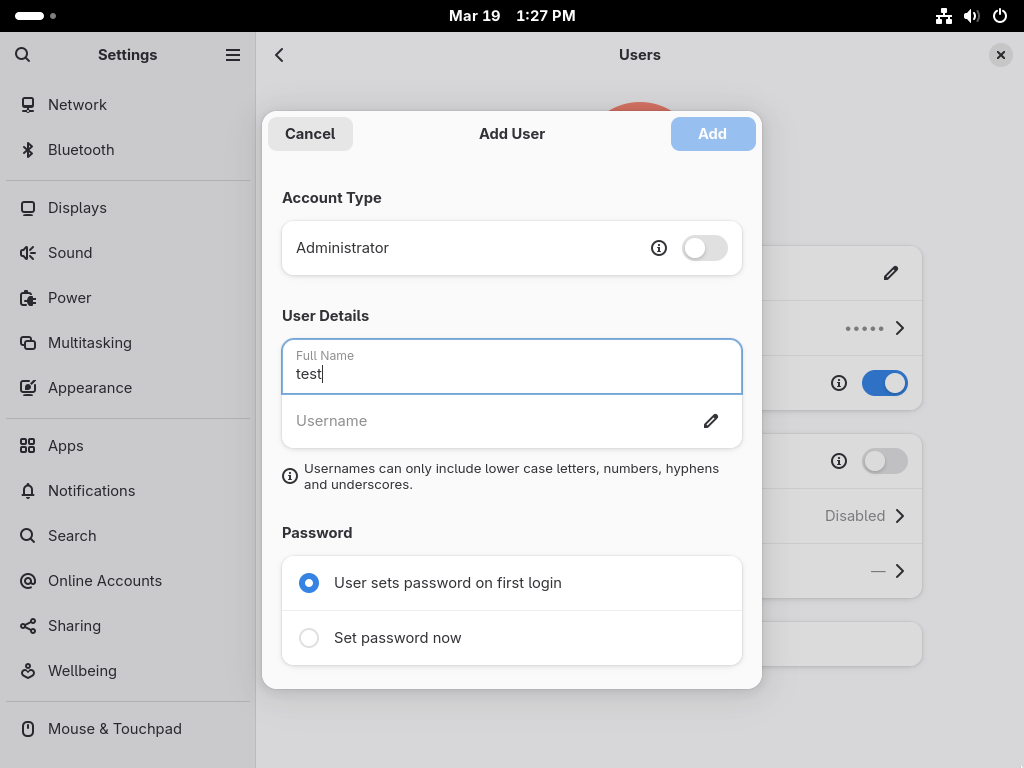 Mar 19 1:27 PM
Settings
Users
Network
Bluetooth
Displays
Sound
Power
Multitasking
Appearance
Apps
Notifications
Search
Online Accounts
Sharing
Wellbeing
Mouse & Touchpad
Cancel
Add User
Add
Account Type
Administrator
User Details
Full Name
test
Username
Usernames can only include lower case letters, numbers, hyphens
and underscores.
Password
User sets password on first login
Set password now
Disabled
—